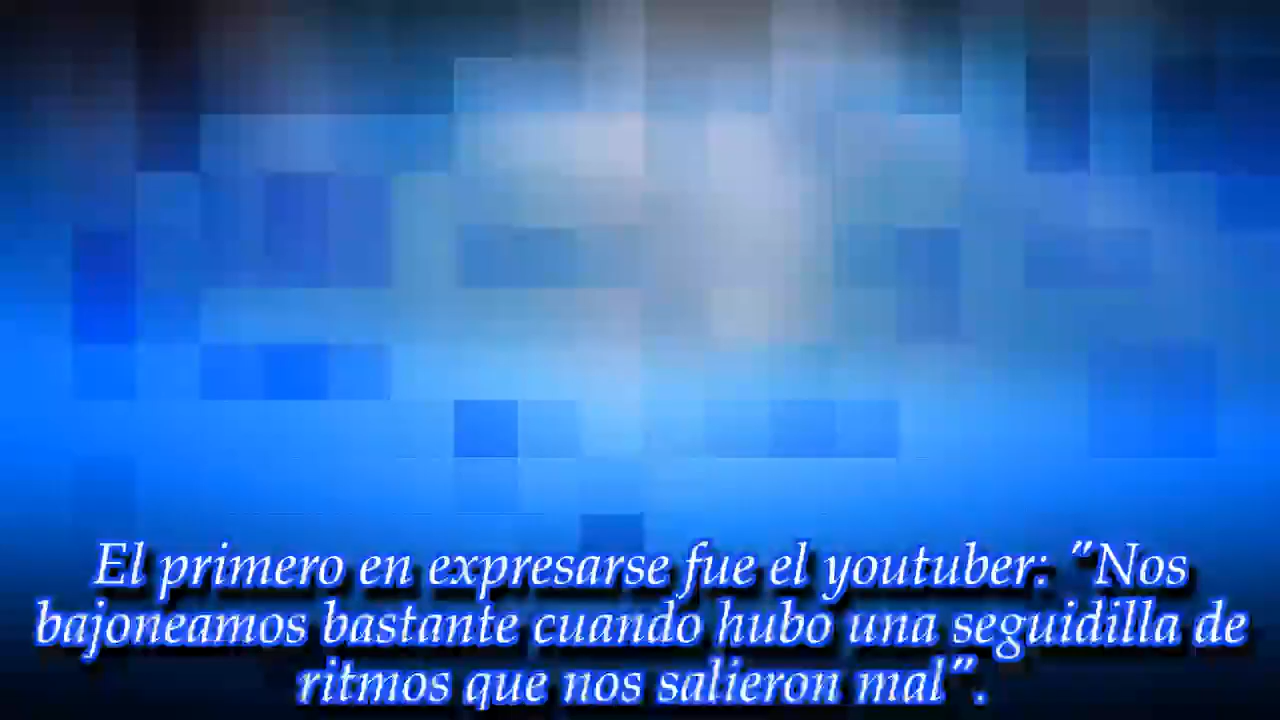 El primero en expresarse fue el youtuber: "Nos
bajoneamos bastante cuando hubo una seguidilla de
ritmos que nos salieron mal".